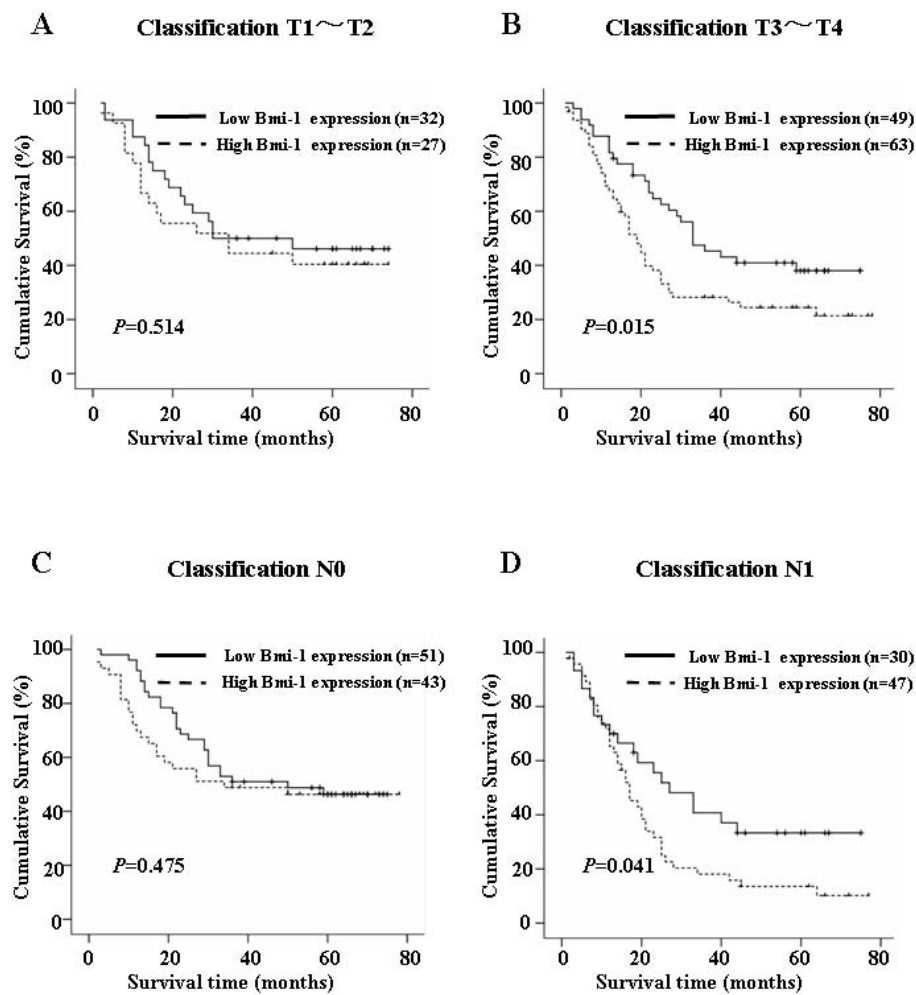 A Classification T1～T2
100
80
60
40
20
0
Cumulative Survival (%)
Low Bmi-1 expression (n=32)
High Bmi-1 expression (n=27)
P=0.514
0 20 40 60 80
Survival time (months)
B Classification T3～T4
100
80
60
40
20
0
Cumulative Survival (%)
Low Bmi-1 expression (n=49)
High Bmi-1 expression (n=63)
P=0.015
0 20 40 60 80
Survival time (months)
C Classification N0
100
80
60
40
20
0
Cumulative Survival (%)
Low Bmi-1 expression (n=51)
High Bmi-1 expression (n=43)
P=0.475
0 20 40 60 80
Survival time (months)
D Classification N1
100
80
60
40
20
0
Cumulative Survival (%)
Low Bmi-1 expression (n=30)
High Bmi-1 expression (n=47)
P=0.041
0 20 40 60 80
Survival time (months)